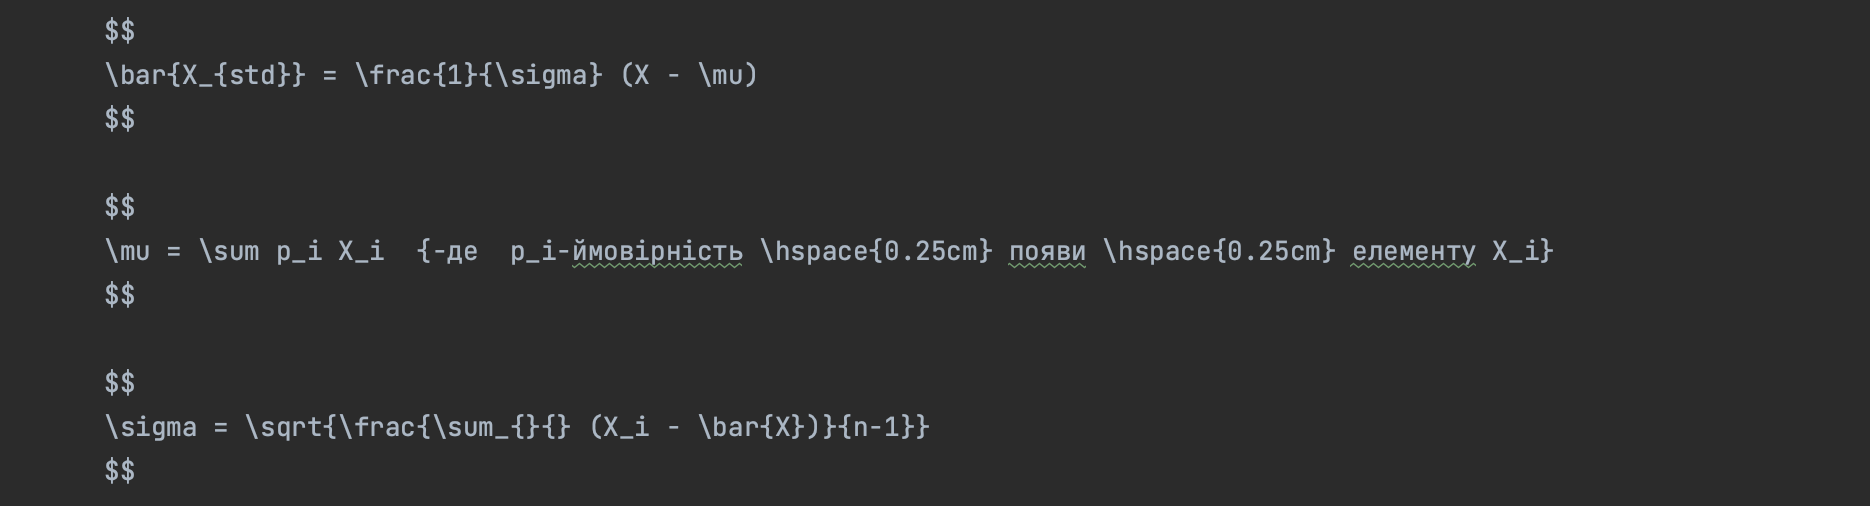 $$
\bar{X_{std}} = \frac{1}{\sigma} (X - \mu)
$$
$$
\mu = \sum p_i X_i  {-де  p_i-ймовірність \hspace{0.25cm} появи \hspace{0.25cm} елементу X_i}
$$
$$
\sigma = \sqrt{\frac{\sum_{}{} (X_i - \bar{X})}{n-1}}
$$